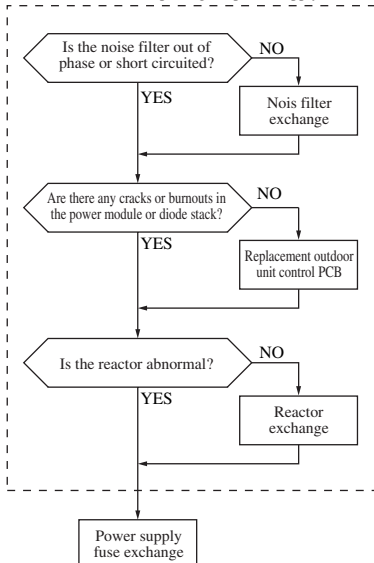 Is the noise filter out of
phase or short circuited?
NO
YES
Nois filter
exchange
Are there any cracks or burnouts in
the power module or diode stack?
NO
YES
Replacement outdoor
unit control PCB
Is the reactor abnormal?
NO
YES
Reactor
exchange
Power supply
fuse exchange